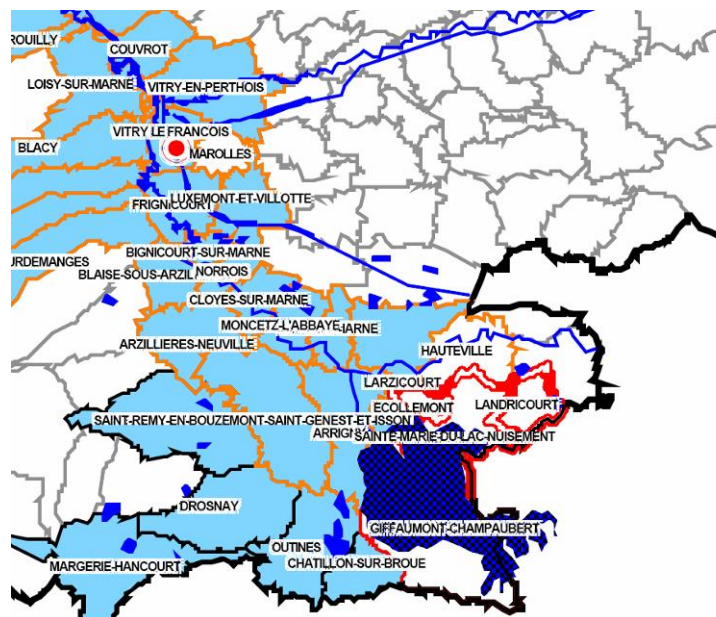 ROUILLY
COUVROT
LOISY-SUR-MARNE
VITRY-EN-PERTHOIS
VITRY LE FRANCOIS
BLACY
MAROLLES
LUXEMONT-ET-VILLOTTE
FRIGNICOURT
BIGNICOURT-SUR-MARNE
URDEMANGES
BLAISE-SOUS-ARZIL
NORROIS
CLOYES-SUR-MARNE
MONCETZ-L'ABBAYE
IARNE
ARZILLIERES-NEUVILLE
HAUTEVILLE
LARZICOURT
ECOLLEMONT
LANDRICOURT
SAINT-REMY-EN-BOUZEMONT-SAINT-GENEST-ET-ISSON
ARRIGN
SAINTE-MARIE-DU-LAC-NUISEMENT
DROSNAY
GIFFAUMONT-CHAMPAUBERT
OUTINES
CHATILLON-SUR-BROUE
MARGERIE-HANCOURT